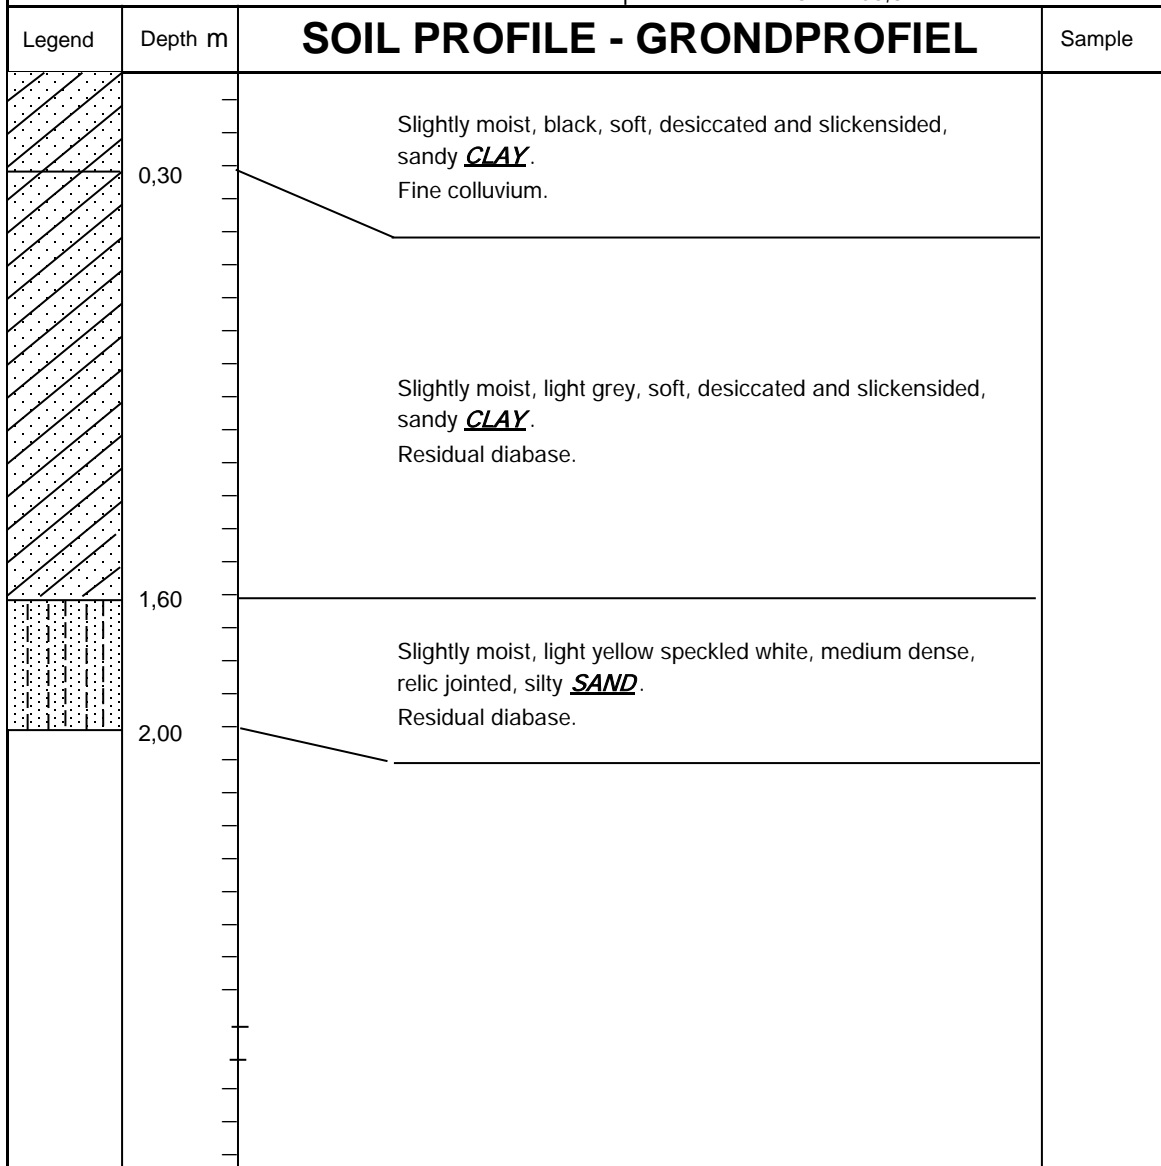 Legend Depth m SOIL PROFILE - GRONDPROFIEL Sample
Slightly moist, black, soft, desiccated and slickensided,
sandy CLAY.
0,30
Fine colluvium.
Slightly moist, light grey, soft, desiccated and slickensided,
sandy CLAY.
Residual diabase.
1,60
Slightly moist, light yellow speckled white, medium dense,
relic jointed, silty SAND.
Residual diabase.
2,00